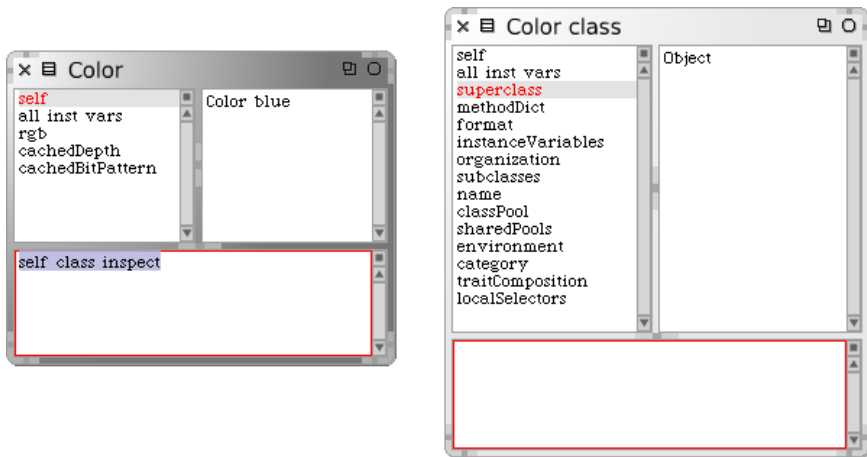 Color
self
all inst vars
rgb
cachedDepth
cachedBitPattern
Color blue
self class inspect
Color class
self
all inst vars
superclass
methodDict
format
instanceVariables
organization
subclasses
name
classPool
sharedPools
environment
category
traitComposition
localSelectors
Object